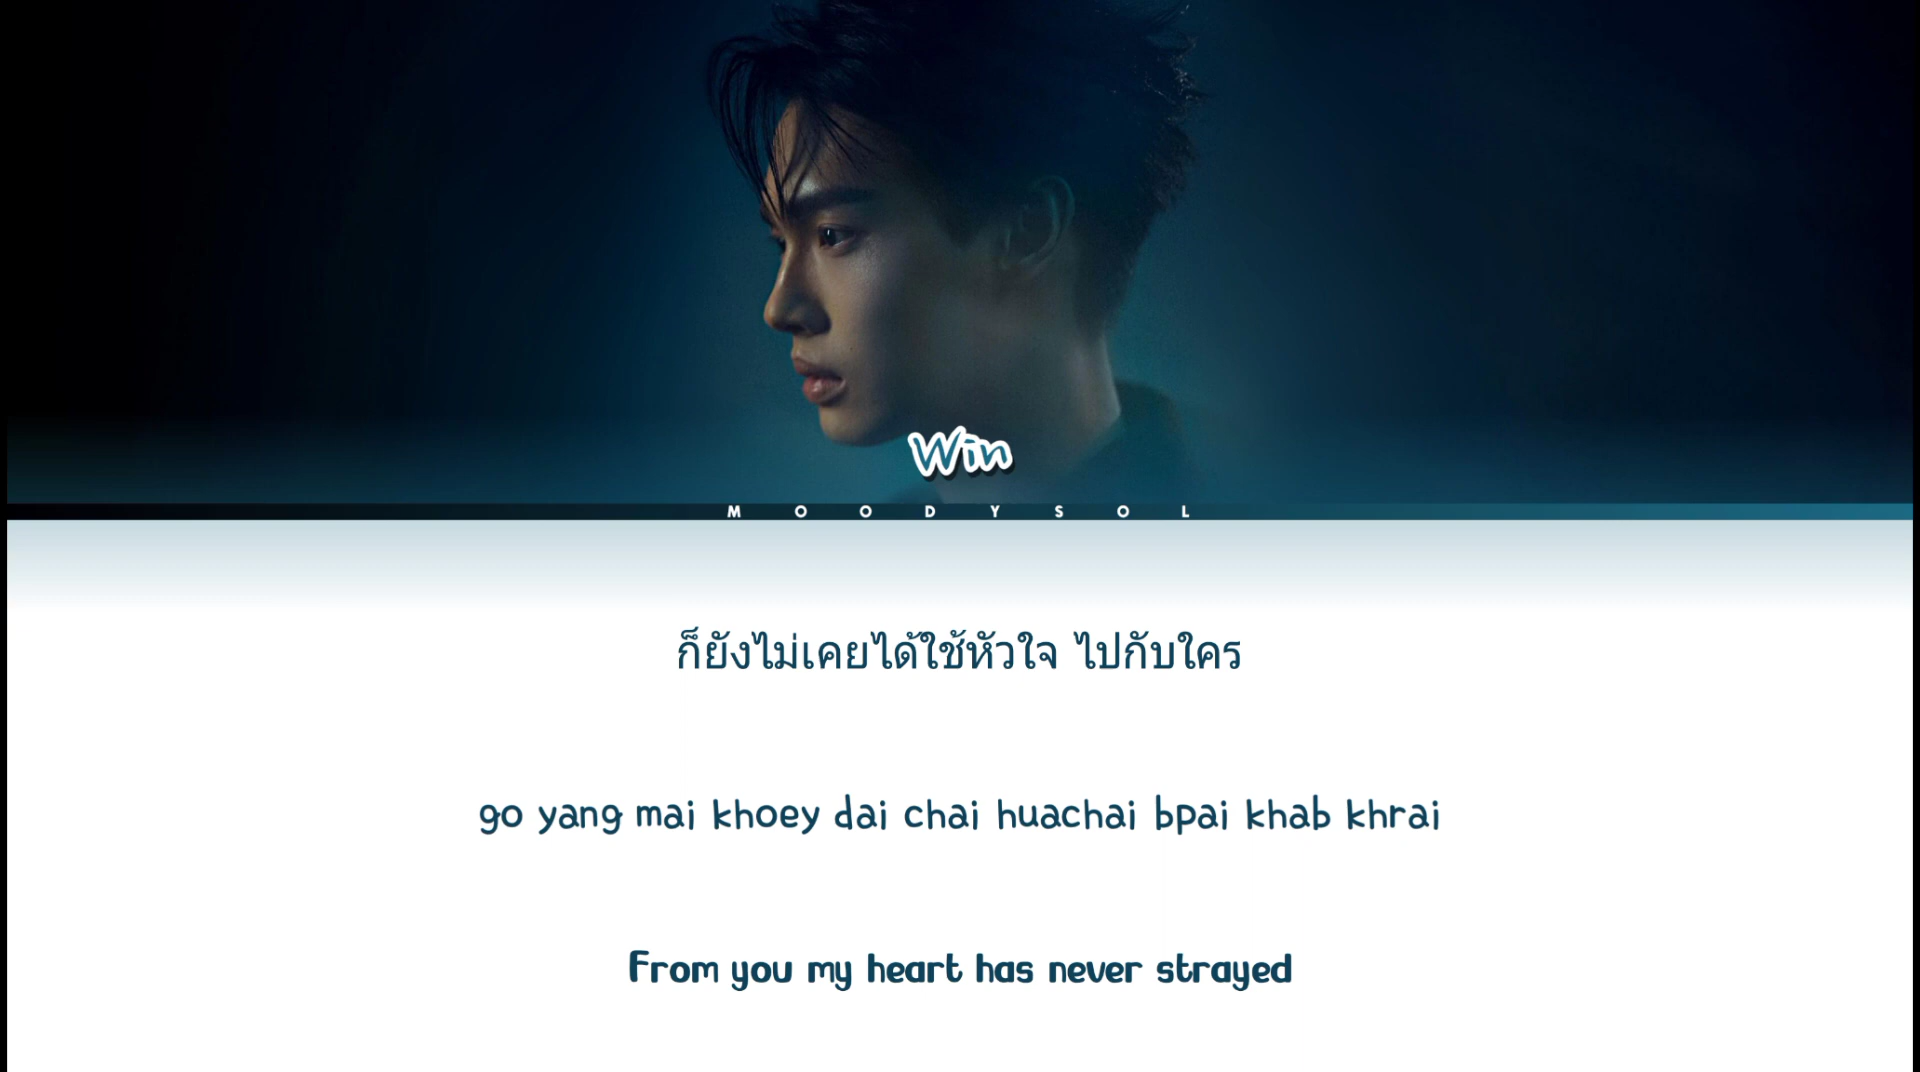 Win
MOODYSOL
ก็ยังไม่เคยได้ใช้หัวใจ ไปกับใคร
go yang mai khoey dai chai huachai bpai khab khrai
From you my heart has never strayed